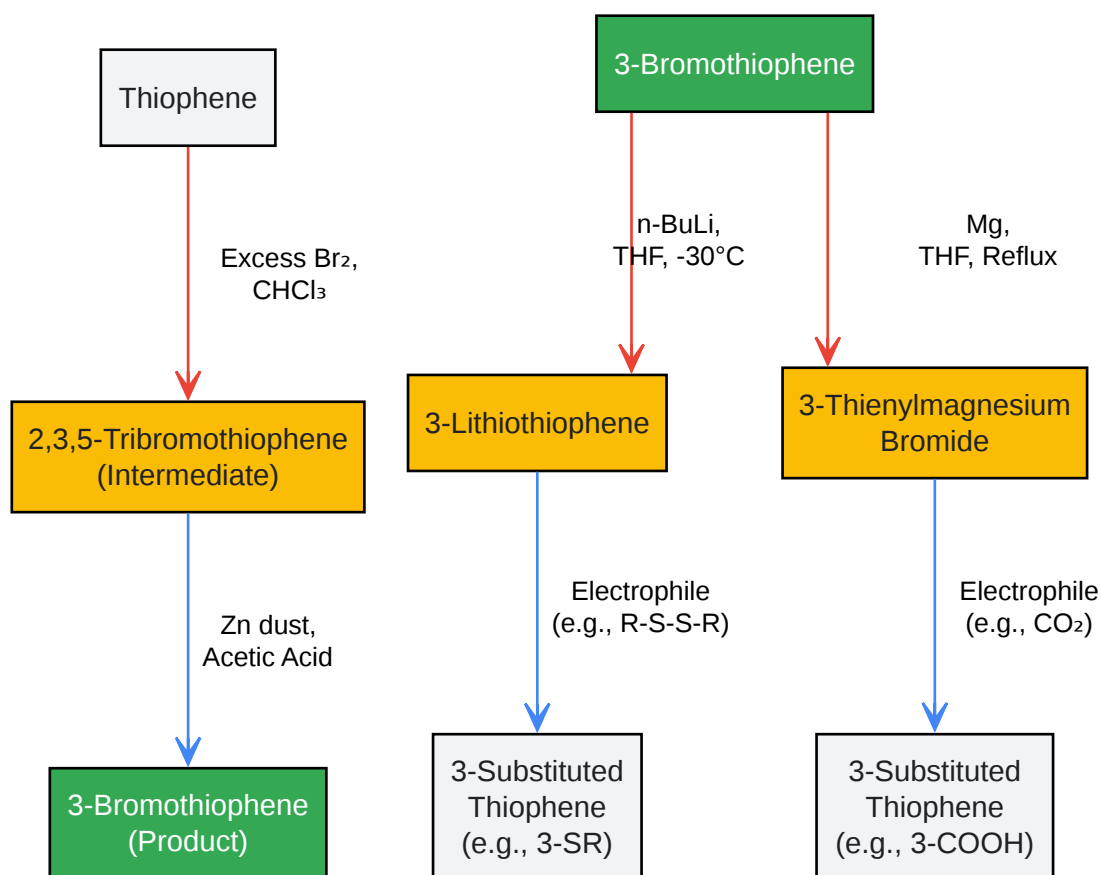 Thiophene
Excess Br₂,
CHCl₃
2,3,5-Tribromothiophene
(Intermediate)
Zn dust,
Acetic Acid
3-Bromothiophene
(Product)
3-Bromothiophene
n-BuLi,
THF, -30°C
Mg,
THF, Reflux
3-Lithiothiophene
3-Thienylmagnesium
Bromide
Electrophile
(e.g., R-S-S-R)
Electrophile
(e.g., CO₂)
3-Substituted
Thiophene
(e.g., 3-SR)
3-Substituted
Thiophene
(e.g., 3-COOH)